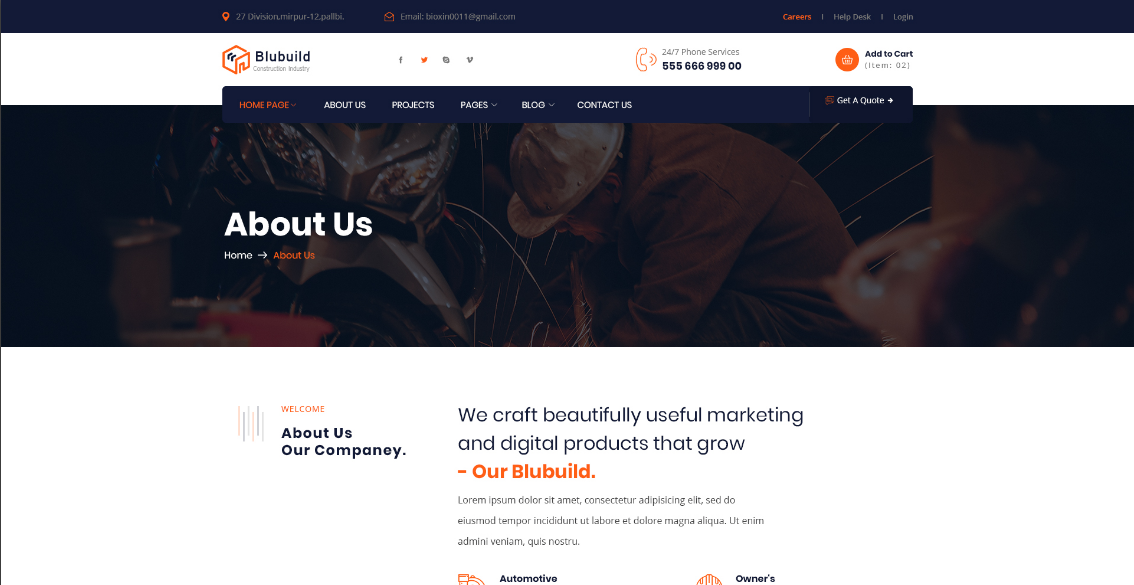 27 Division,mirpur-12,pallbi.
Email: bioxin0011@gmail.com
Careers | Help Desk | Login
Blubuild
Construction Industry
24/7 Phone Services
555 666 999 00
Add to Cart
(Item: 02)
HOME PAGE ABOUT US PROJECTS PAGES BLOG CONTACT US
Get A Quote
About Us
Home → About Us
WELCOME
About Us
Our Companey.
We craft beautifully useful marketing
and digital products that grow
- Our Blubuild.
Lorem ipsum dolor sit amet, consectetur adipisicing elit, sed do
eiusmod tempor incididunt ut labore et dolore magna aliqua. Ut enim
admini veniam, quis nostru.
Automotive
Owner's